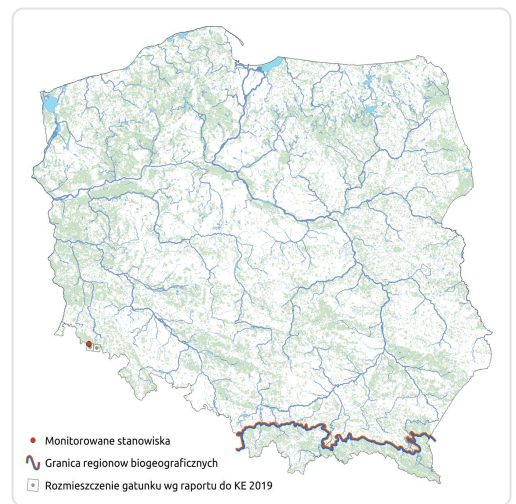 Monitorowane stanowiska
Granica regionow biogeograficznych
Rozmieszczenie gatunku wg raportu do KE 2019